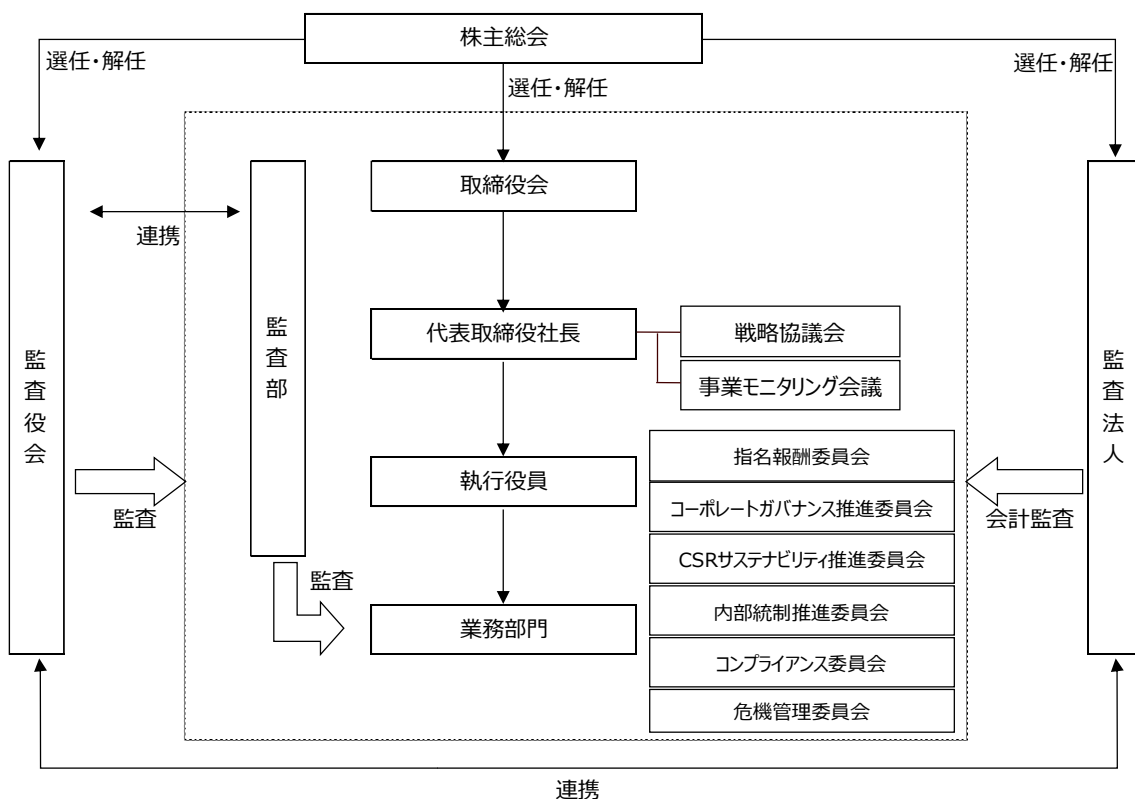 株主総会
選任・解任
選任・解任
選任・解任
取締役会
連携
代表取締役社長
戦略協議会
事業モニタリング会議
監査役会
監査部
監査法人
指名報酬委員会
執行役員
コーポレートガバナンス推進委員会
監査
会計監査
CSRサステナビリティ推進委員会
監査
内部統制推進委員会
業務部門
コンプライアンス委員会
危機管理委員会
連携